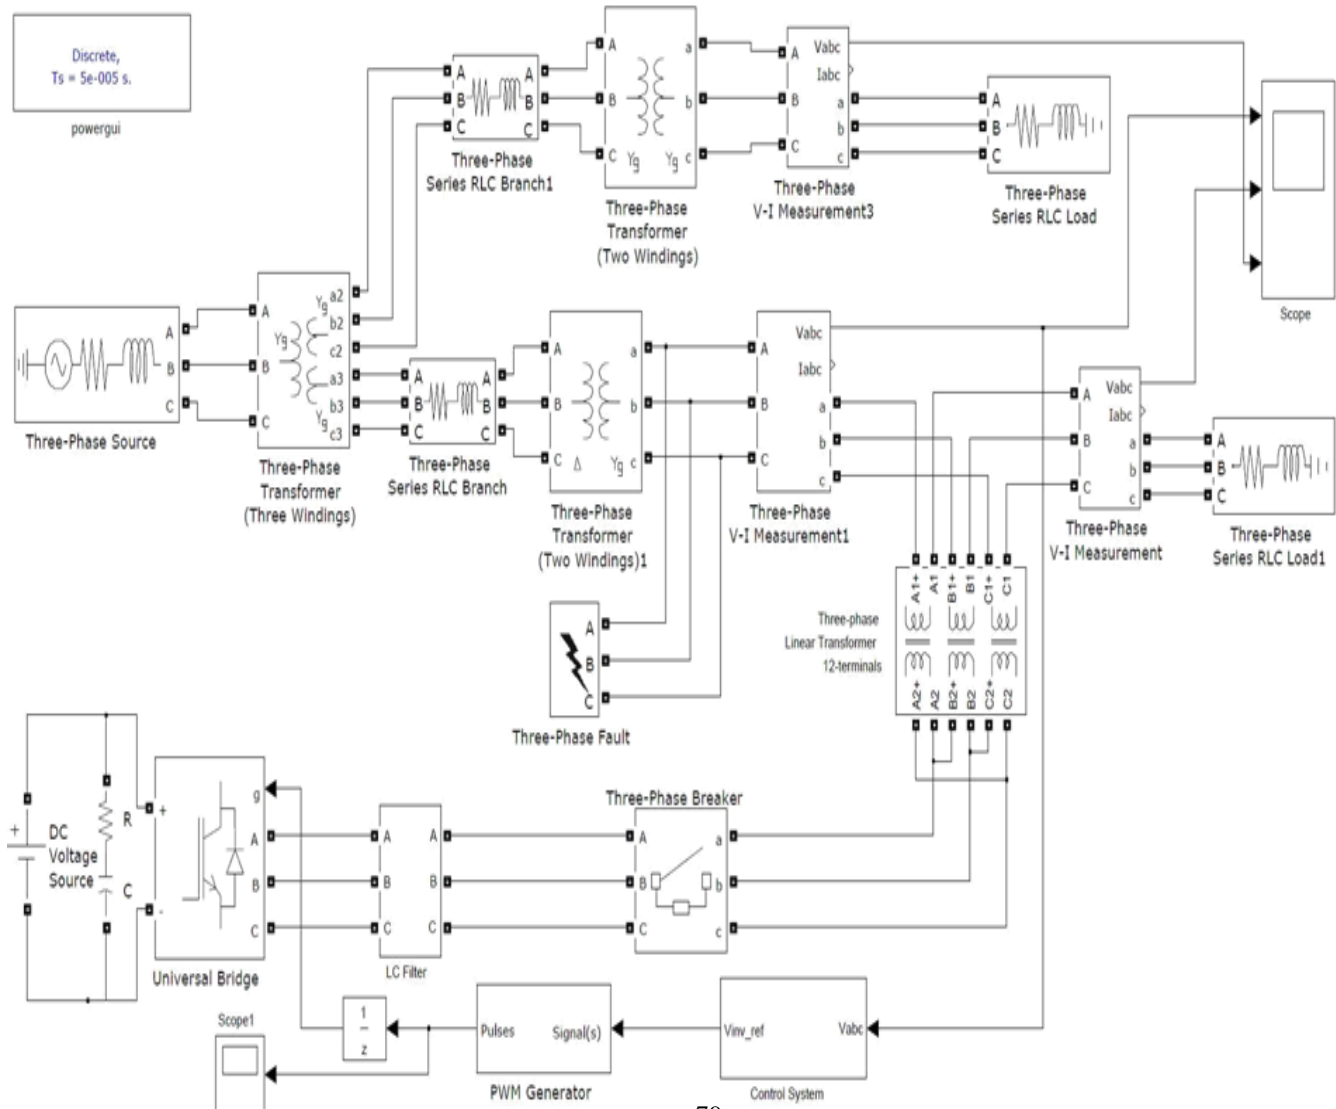 Discrete,
Ts = 5e-005 s.
powergui
A
B
C
A
B
C
Three-Phase
Series RLC Branch1
A
B
C
a
b
c
Yg
Yg
Three-Phase
Transformer
(Two Windings)
A
B
C
Vabc
Iabc
a
b
c
Three-Phase
V-I Measurement3
A
B
C
Three-Phase
Series RLC Load
Scope
A
B
C
Three-Phase Source
A
B
C
Yg
Yg
Yg
a2
b2
c2
a3
b3
c3
Three-Phase
Transformer
(Three Windings)
A
B
C
A
B
C
Three-Phase
Series RLC Branch
A
B
C
Δ
Yg
a
b
c
Three-Phase
Transformer
(Two Windings)1
A
B
C
Vabc
Iabc
a
b
c
Three-Phase
V-I Measurement1
A
B
C
Vabc
Iabc
a
b
c
Three-Phase
V-I Measurement
A
B
C
Three-Phase
Series RLC Load1
A1+
A1
B1+
B1
C1+
C1
Three-phase
Linear Transformer
12-terminals
A2+
A2
B2+
B2
C2+
C2
A
B
C
Three-Phase Fault
+
DC
Voltage
Source
R
C
+
-
g
A
B
C
Universal Bridge
A
B
C
A
B
C
LC Filter
Three-Phase Breaker
A
B
C
a
b
c
Scope1
1
z
Pulses
Signal(s)
PWM Generator
Vinv_ref
Vabc
Control System